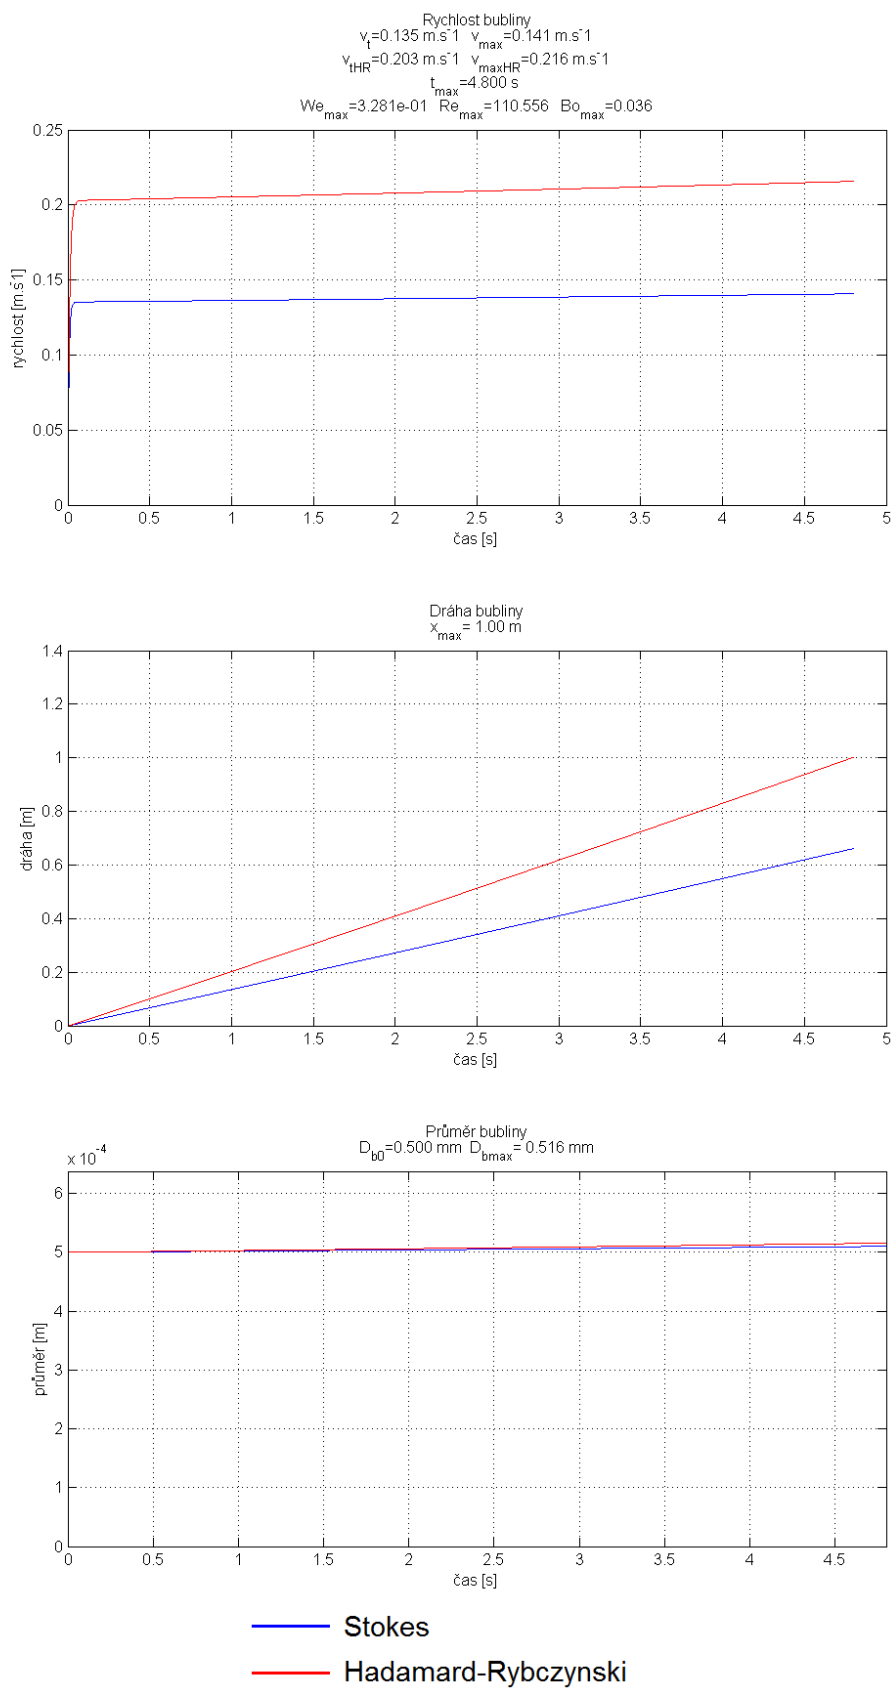 Rychlost bubliny
v_t=0.135 m.s⁻¹ v_max=0.141 m.s⁻¹
v_tHR=0.203 m.s⁻¹ v_maxHR=0.216 m.s⁻¹
t_max=4.800 s
We_max=3.281e-01 Re_max=110.556 Bo_max=0.036
0.25
0.2
0.15
0.1
0.05
0
rychlost [m.s⁻¹]
0 0.5 1 1.5 2 2.5 3 3.5 4 4.5 5
čas [s]
Dráha bubliny
x_max= 1.00 m
1.4
1.2
1
0.8
0.6
0.4
0.2
0
dráha [m]
0 0.5 1 1.5 2 2.5 3 3.5 4 4.5 5
čas [s]
Průměr bubliny
D_b0=0.500 mm D_bmax= 0.516 mm
x 10⁻⁴
6
5
4
3
2
1
0
průměr [m]
0 0.5 1 1.5 2 2.5 3 3.5 4 4.5
čas [s]
Stokes
Hadamard-Rybczynski